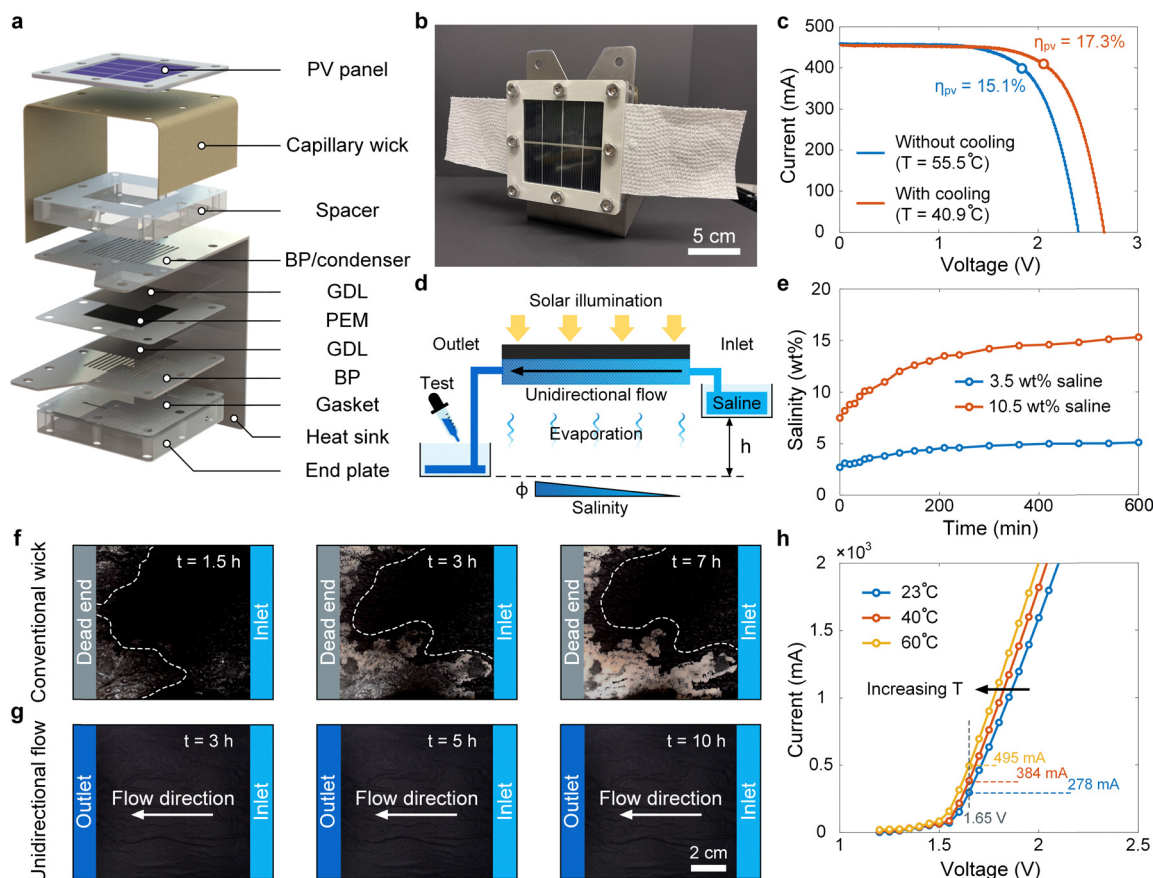 a
PV panel
Capillary wick
Spacer
BP/condenser
GDL
PEM
GDL
BP
Gasket
Heat sink
End plate
b
5 cm
c
Current (mA)
500
400
300
200
100
0
ηpv = 17.3%
ηpv = 15.1%
Without cooling
(T = 55.5°C)
With cooling
(T = 40.9°C)
0
1
2
3
Voltage (V)
d
Solar illumination
Outlet
Inlet
Test
Unidirectional flow
Saline
Evaporation
h
ϕ
Salinity
e
Salinity (wt%)
20
15
10
5
0
3.5 wt% saline
10.5 wt% saline
0
200
400
600
Time (min)
f
Conventional wick
Dead end
t = 1.5 h
Inlet
Dead end
t = 3 h
Inlet
Dead end
t = 7 h
Inlet
g
Unidirectional flow
Outlet
t = 3 h
Flow direction
Inlet
Outlet
t = 5 h
Flow direction
Inlet
Outlet
t = 10 h
Flow direction
2 cm
Inlet
h
×10³
Current (mA)
2
1.5
1
0.5
0
23°C
40°C
60°C
Increasing T
495 mA
384 mA
278 mA
1.65 V
1
1.5
2
2.5
Voltage (V)